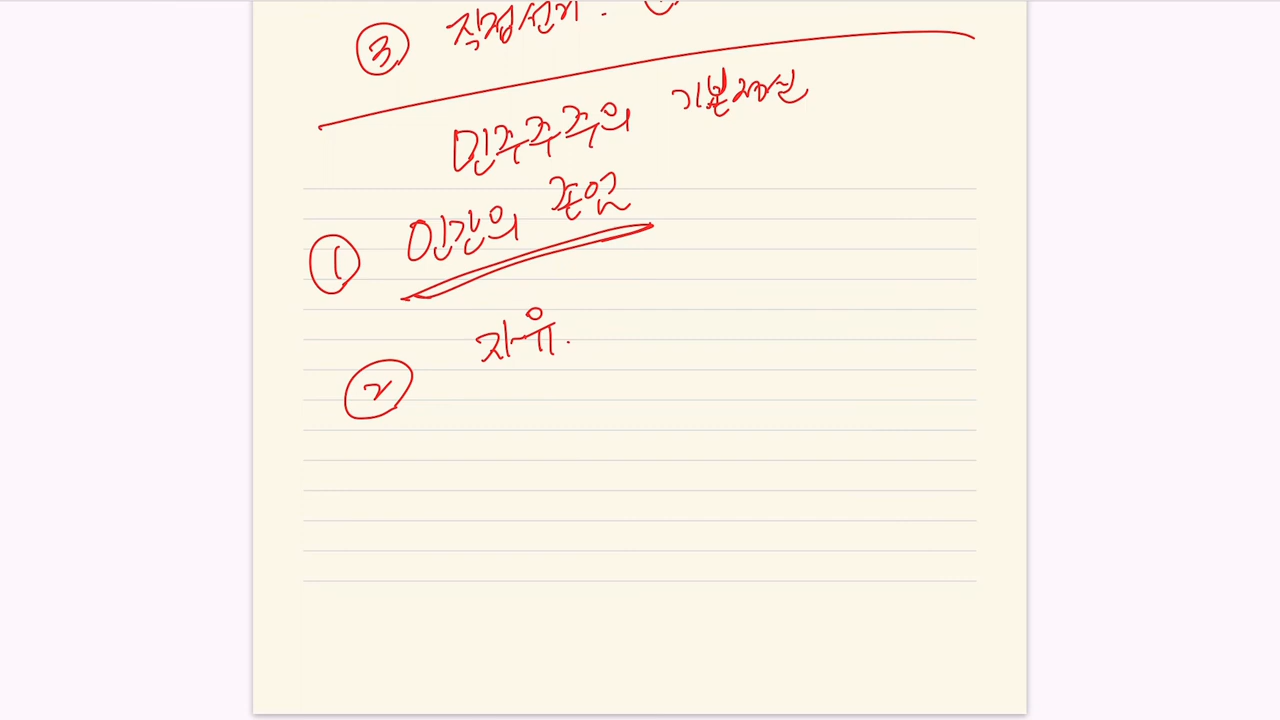 ③ 직접선거.
민주주의 기본정신
① 인간의 존엄
② 자유.